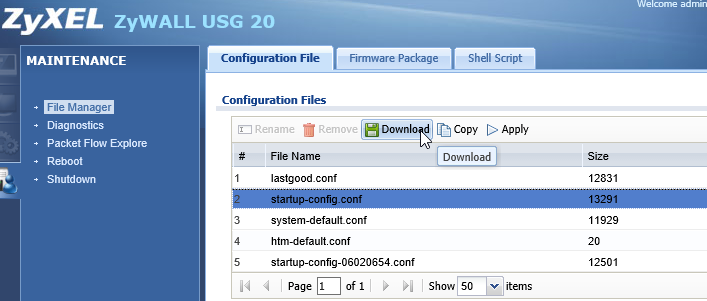 Welcome admin
ZyXEL ZyWALL USG 20
MAINTENANCE
File Manager
Diagnostics
Packet Flow Explore
Reboot
Shutdown
Configuration File Firmware Package Shell Script
Configuration Files
Rename Remove Download Copy Apply
Download
# File Name Size
1 lastgood.conf 12831
2 startup-config.conf 13291
3 system-default.conf 11929
4 htm-default.conf 20
5 startup-config-06020654.conf 12501
Page 1 of 1 Show 50 items